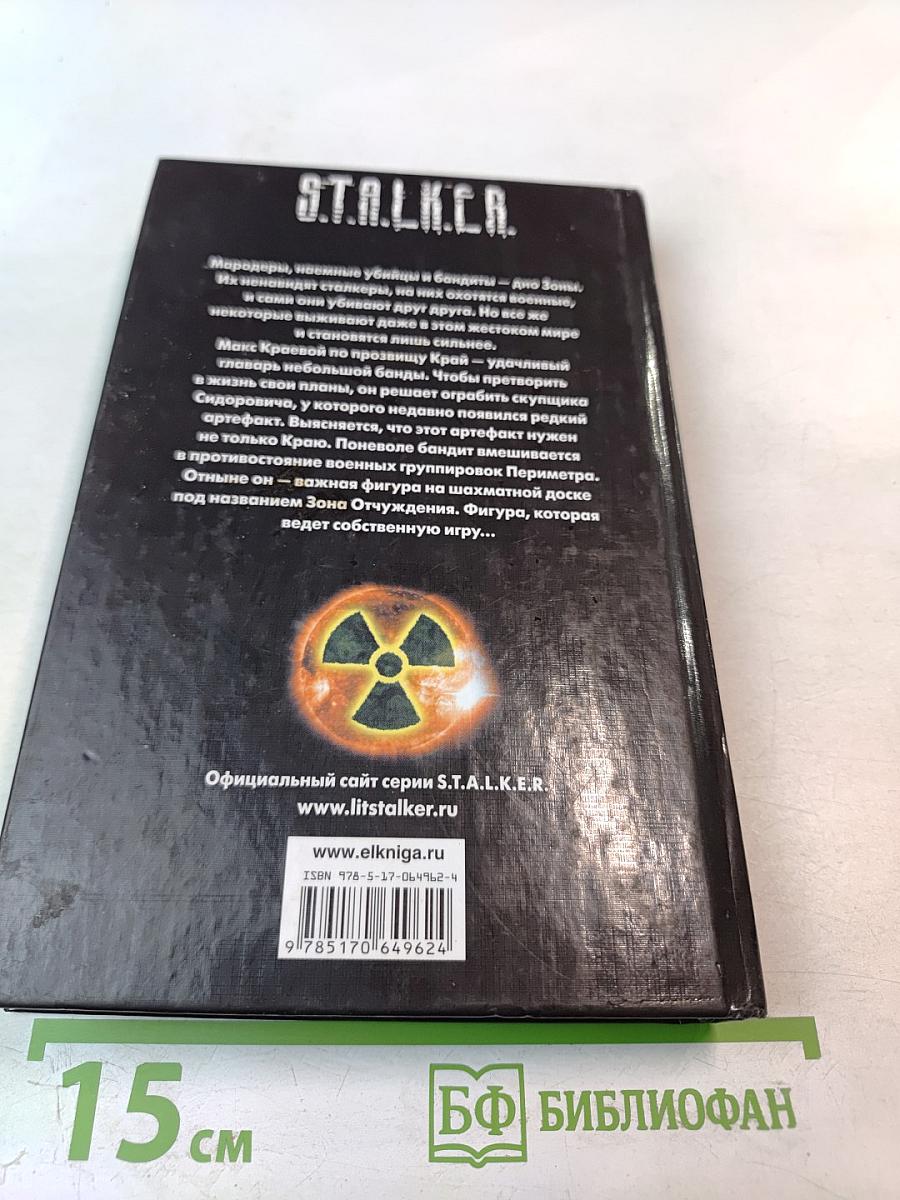 S.T.A.L.K.E.R.
Мародеры, наемные убийцы и бандиты — дно Зоны.
Их ненавидят сталкеры, на них охотятся военные,
и сами они убивают друг друга. Но все же
некоторые выживают даже в этом жестоком мире
и становятся лишь сильнее.
Макс Краевой по прозвищу Край — удачливый
главарь небольшой банды. Чтобы претворить
в жизнь свои планы, он решает ограбить скупщика
Сидоровича, у которого недавно появился редкий
артефакт. Выясняется, что этот артефакт нужен
не только Краю. Поневоле бандит вмешивается
в противостояние военных группировок Периметра.
Отныне он — важная фигура на шахматной доске
под названием Зона Отчуждения. Фигура, которая
ведет собственную игру...
Официальный сайт серии S.T.A.L.K.E.R.
www.litstalker.ru
www.elkniga.ru
ISBN 978-5-17-064962-4
9 785170 649624
15 см
БФ БИБЛИОФАН